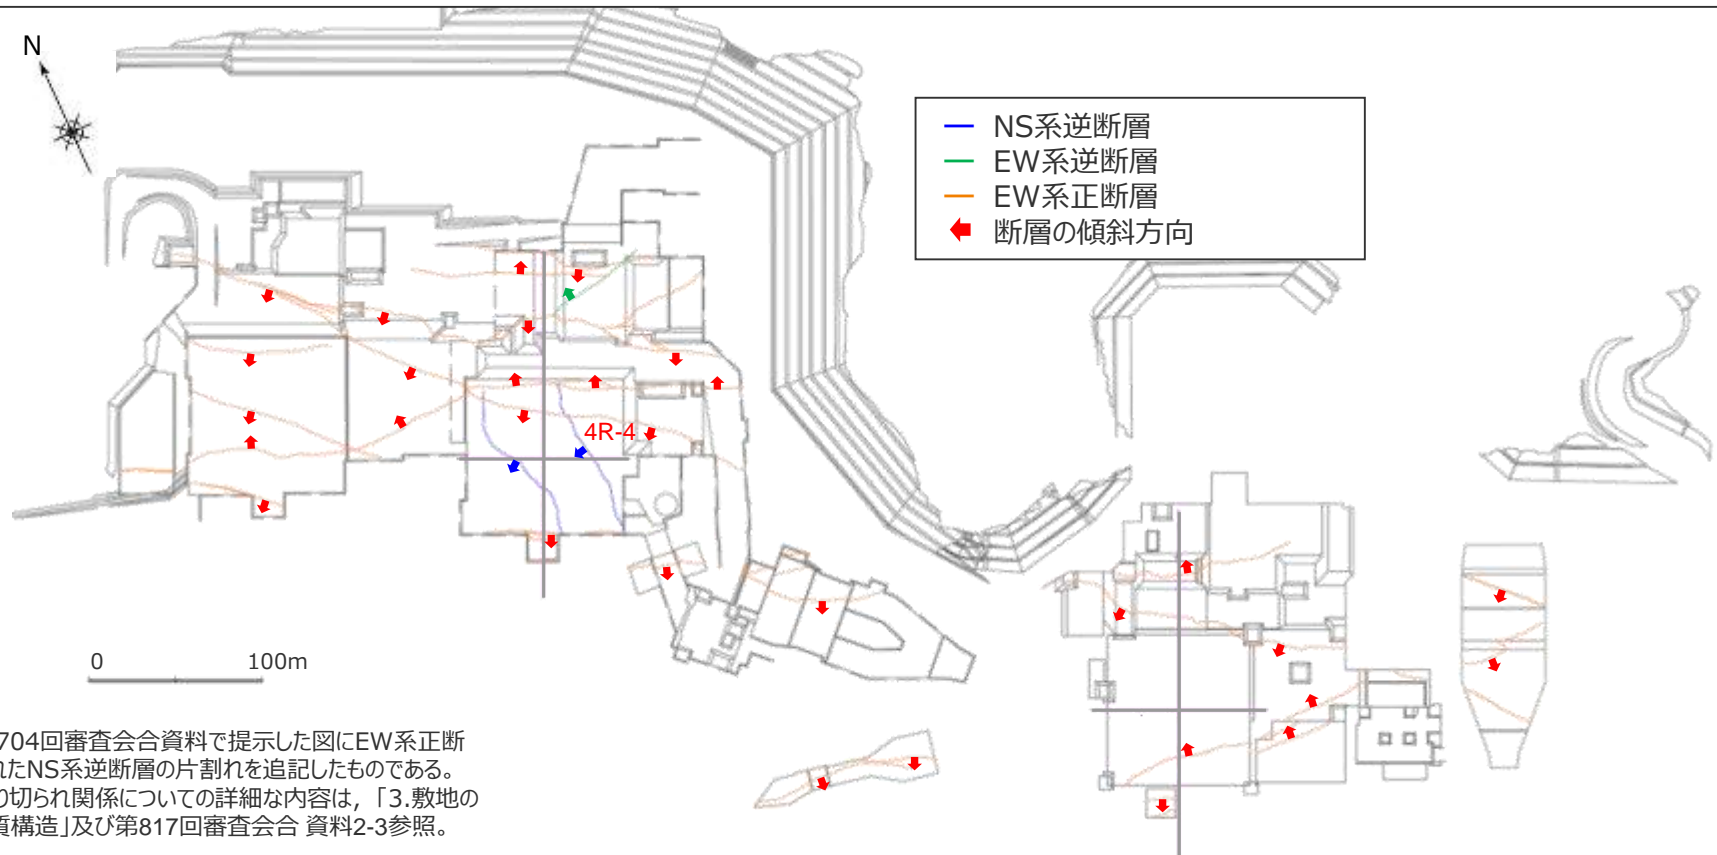 N
NS系逆断層
EW系逆断層
EW系正断層
断層の傾斜方向
4R-4
0 100m
704回審査会合資料で提示した図にEW系正断
れたNS系逆断層の片割れを追記したものである。
り切られ関係についての詳細な内容は，「3.敷地の
質構造」及び第817回審査会合 資料2-3参照。